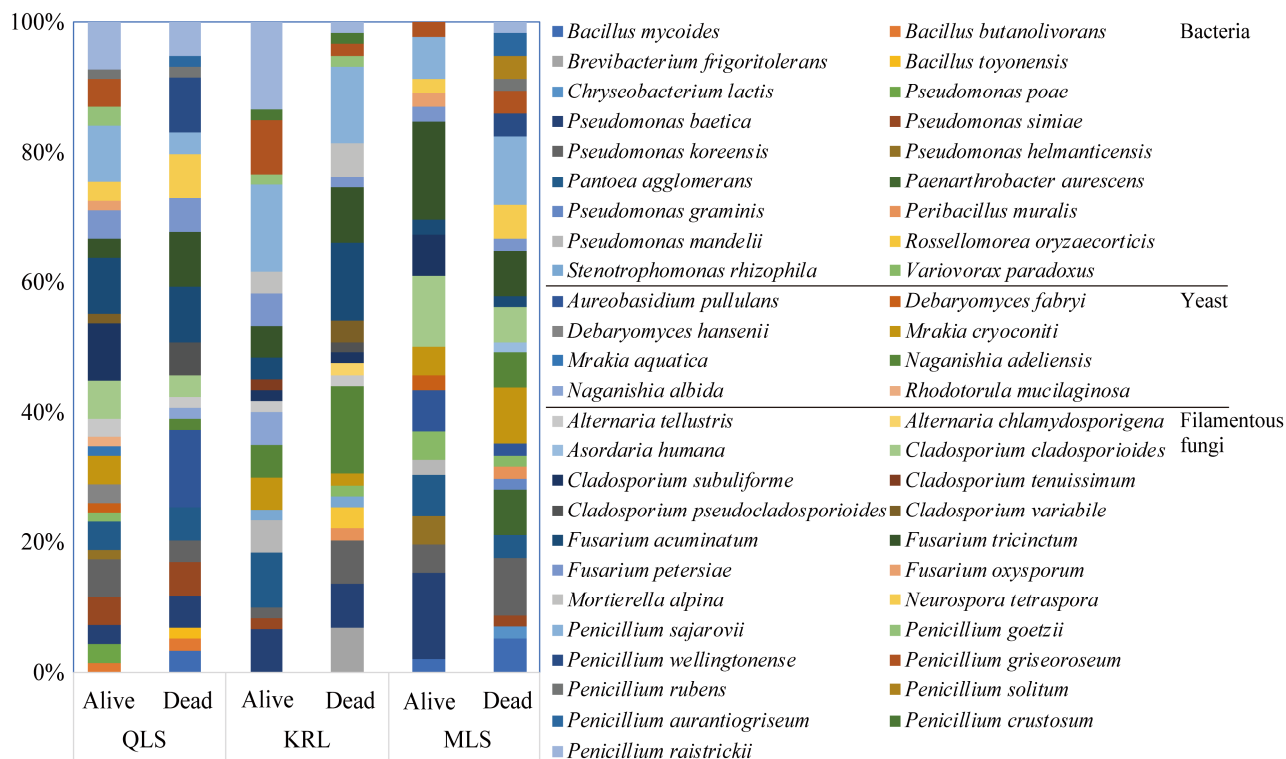 100%
80%
60%
40%
20%
0%
Alive Dead Alive Dead Alive Dead
QLS KRL MLS
Bacillus mycoides Bacillus butanolivorans Bacteria
Brevibacterium frigoritolerans Bacillus toyonensis
Chryseobacterium lactis Pseudomonas poae
Pseudomonas baetica Pseudomonas simiae
Pseudomonas koreensis Pseudomonas helmanticensis
Pantoea agglomerans Paenarthrobacter aurescens
Pseudomonas graminis Peribacillus muralis
Pseudomonas mandelii Rossellomorea oryzaecorticis
Stenotrophomonas rhizophila Variovorax paradoxus
Aureobasidium pullulans Debaryomyces fabryi Yeast
Debaryomyces hansenii Mrakia cryoconiti
Mrakia aquatica Naganishia adeliensis
Naganishia albida Rhodotorula mucilaginosa
Alternaria tellustris Alternaria chlamydosporigena Filamentous
Asordaria humana Cladosporium cladosporioides fungi
Cladosporium subuliforme Cladosporium tenuissimum
Cladosporium pseudocladosporioides Cladosporium variabile
Fusarium acuminatum Fusarium tricinctum
Fusarium petersiae Fusarium oxysporum
Mortierella alpina Neurospora tetraspora
Penicillium sajarovii Penicillium goetzii
Penicillium wellingtonense Penicillium griseoroseum
Penicillium rubens Penicillium solitum
Penicillium aurantiogriseum Penicillium crustosum
Penicillium raistrickii